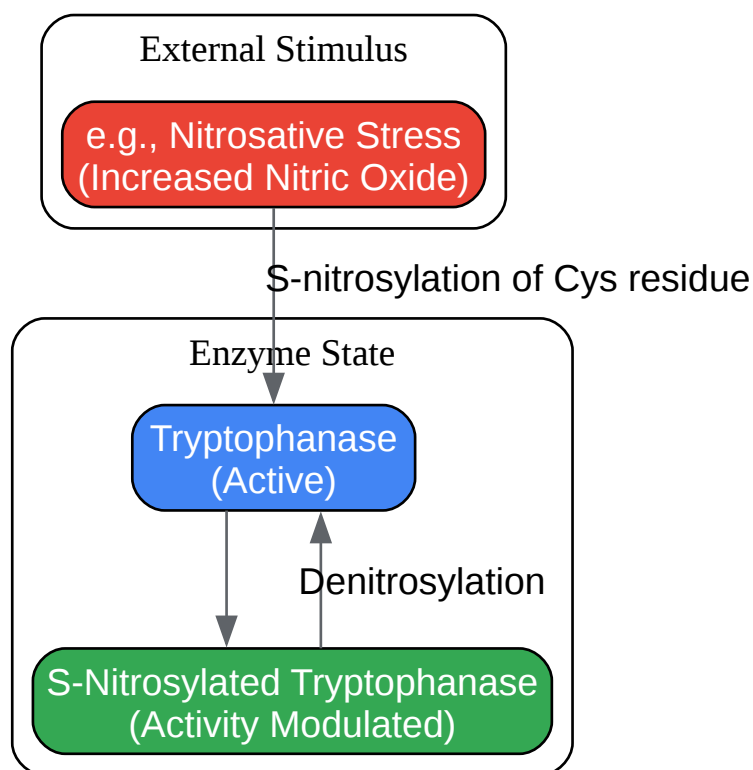 External Stimulus
e.g., Nitrosative Stress
(Increased Nitric Oxide)
S-nitrosylation of Cys residue
Enzyme State
Tryptophanase
(Active)
Denitrosylation
S-Nitrosylated Tryptophanase
(Activity Modulated)